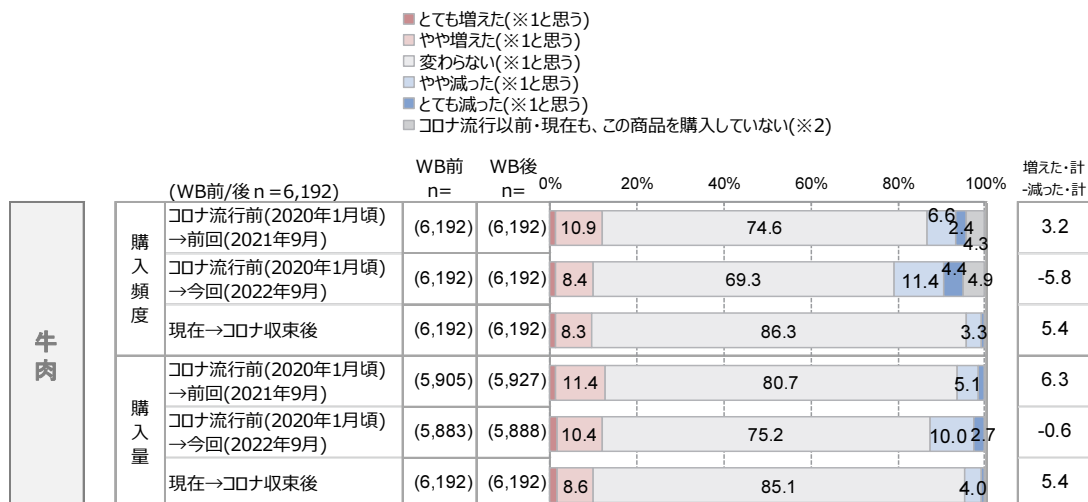 とても増えた(※1と思う)
やや増えた(※1と思う)
変わらない(※1と思う)
やや減った(※1と思う)
とても減った(※1と思う)
コロナ流行以前・現在も、この商品を購入していない(※2)
(WB前/後 n＝6,192)
WB前 n=
WB後 n=
0% 20% 40% 60% 80% 100%
増えた・計
-減った・計
牛肉
購入頻度
コロナ流行前(2020年1月頃)
→前回(2021年9月)
(6,192) (6,192) 10.9 74.6 6.6 2.4 4.3 3.2
コロナ流行前(2020年1月頃)
→今回(2022年9月)
(6,192) (6,192) 8.4 69.3 11.4 4.4 4.9 -5.8
現在→コロナ収束後
(6,192) (6,192) 8.3 86.3 3.3 5.4
購入量
コロナ流行前(2020年1月頃)
→前回(2021年9月)
(5,905) (5,927) 11.4 80.7 5.1 6.3
コロナ流行前(2020年1月頃)
→今回(2022年9月)
(5,883) (5,888) 10.4 75.2 10.0 2.7 -0.6
現在→コロナ収束後
(6,192) (6,192) 8.6 85.1 4.0 5.4